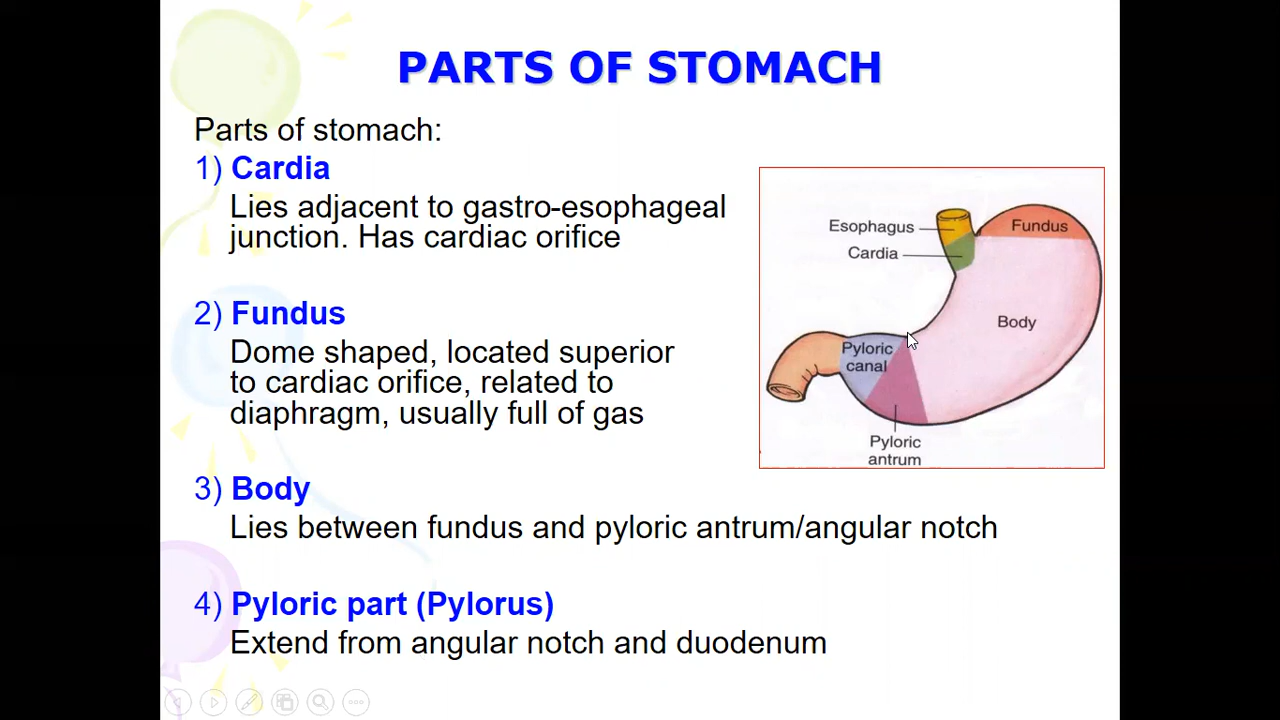 PARTS OF STOMACH
Parts of stomach:
1) Cardia
Lies adjacent to gastro-esophageal
junction. Has cardiac orifice
2) Fundus
Dome shaped, located superior
to cardiac orifice, related to
diaphragm, usually full of gas
3) Body
Lies between fundus and pyloric antrum/angular notch
4) Pyloric part (Pylorus)
Extend from angular notch and duodenum
Esophagus
Fundus
Cardia
Body
Pyloric
canal
Pyloric
antrum